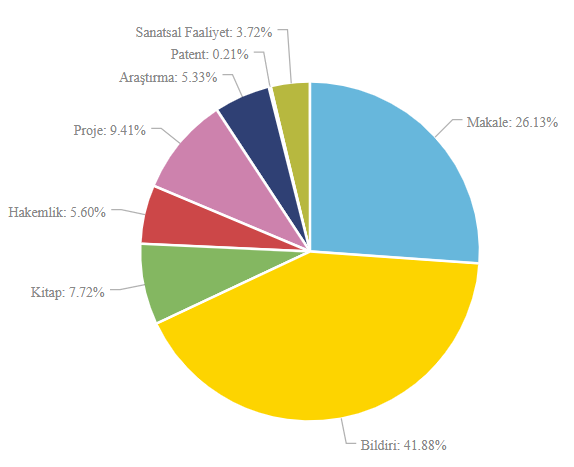 Sanatsal Faaliyet: 3.72%
Patent: 0.21%
Araştırma: 5.33%
Makale: 26.13%
Proje: 9.41%
Hakemlik: 5.60%
Kitap: 7.72%
Bildiri: 41.88%